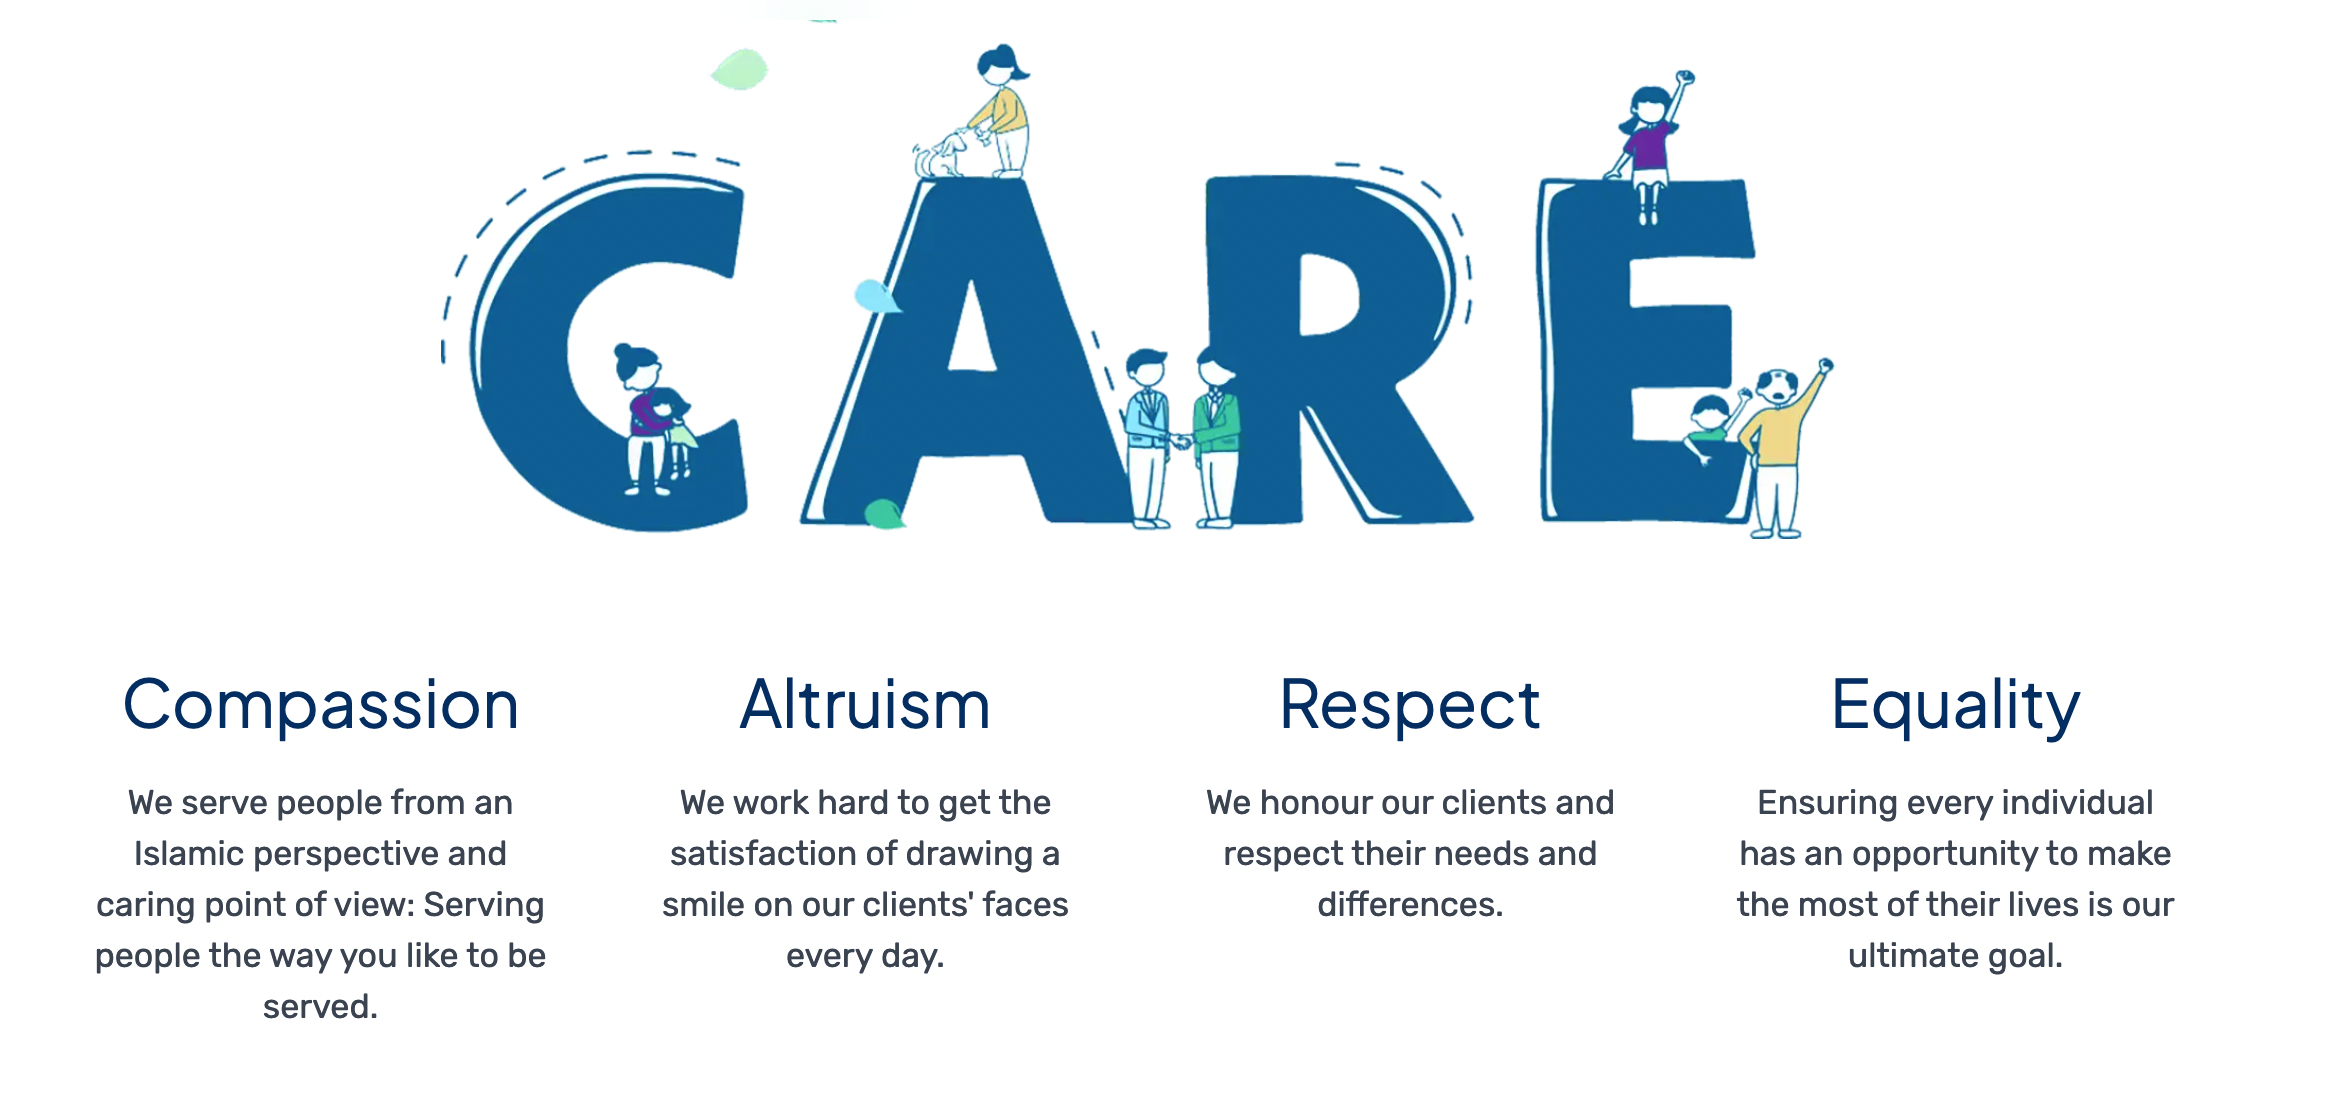 CARE
Compassion
We serve people from an
Islamic perspective and
caring point of view: Serving
people the way you like to be
served.
Altruism
We work hard to get the
satisfaction of drawing a
smile on our clients' faces
every day.
Respect
We honour our clients and
respect their needs and
differences.
Equality
Ensuring every individual
has an opportunity to make
the most of their lives is our
ultimate goal.